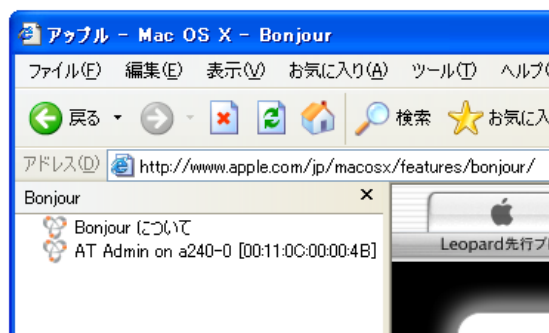 アップル - Mac OS X - Bonjour
ファイル(F) 編集(E) 表示(V) お気に入り(A) ツール(T) ヘルプ(
戻る 検索 お気に入
アドレス(D) http://www.apple.com/jp/macosx/features/bonjour/
Bonjour
Bonjour について
AT Admin on a240-0 [00:11:0C:00:00:4B]
Leopard先行プ